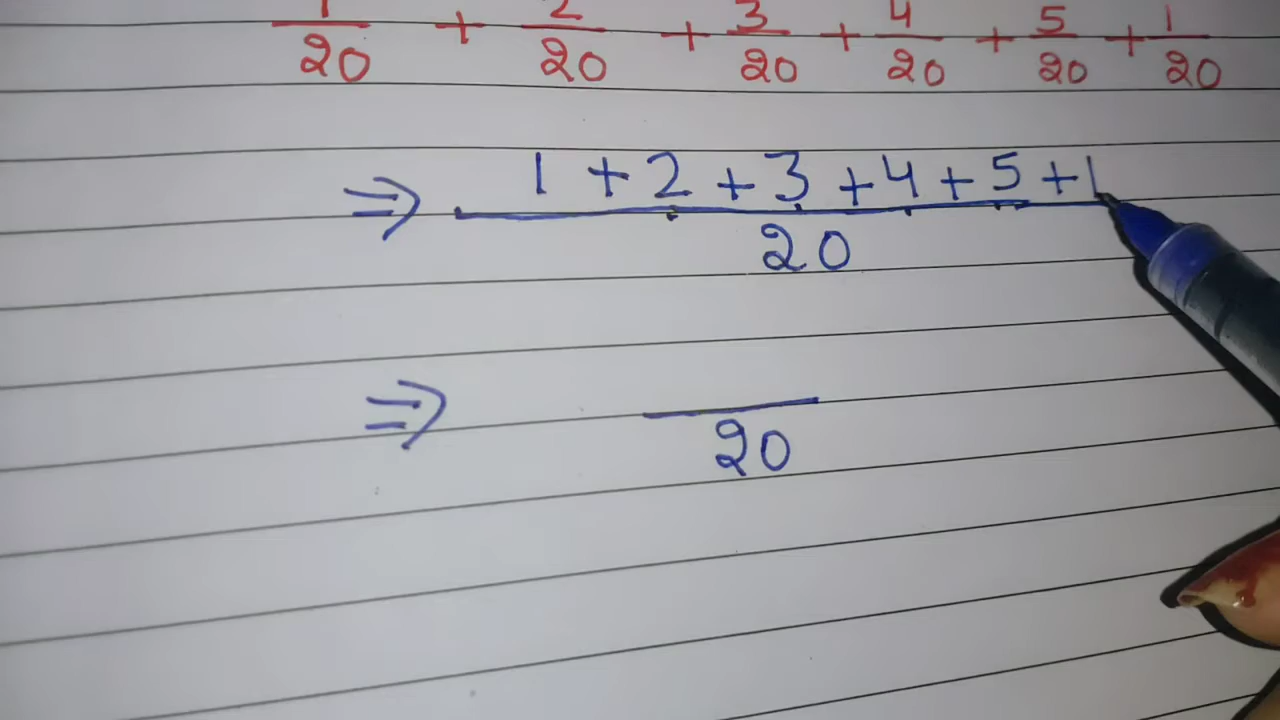 1/20 + 2/20 + 3/20 + 4/20 + 5/20 + 1/20
⇒ (1 + 2 + 3 + 4 + 5 + 1)/20
⇒ /20